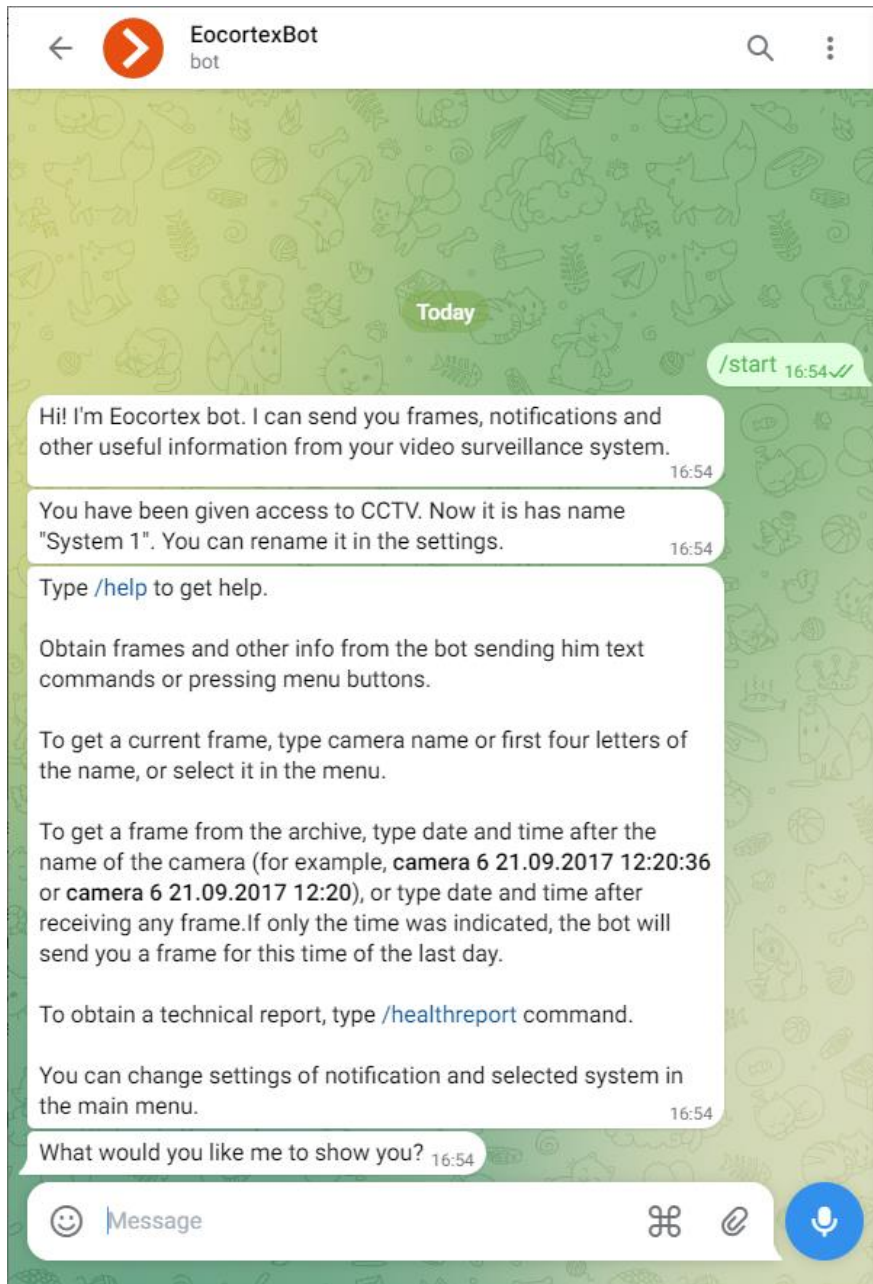 EocortexBot
bot
Today
/start 16:54
Hi! I'm Eocortex bot. I can send you frames, notifications and
other useful information from your video surveillance system.
16:54
You have been given access to CCTV. Now it is has name
"System 1". You can rename it in the settings.
16:54
Type /help to get help.
Obtain frames and other info from the bot sending him text
commands or pressing menu buttons.
To get a current frame, type camera name or first four letters of
the name, or select it in the menu.
To get a frame from the archive, type date and time after the
name of the camera (for example, camera 6 21.09.2017 12:20:36
or camera 6 21.09.2017 12:20), or type date and time after
receiving any frame.If only the time was indicated, the bot will
send you a frame for this time of the last day.
To obtain a technical report, type /healthreport command.
You can change settings of notification and selected system in
the main menu.
16:54
What would you like me to show you? 16:54
Message